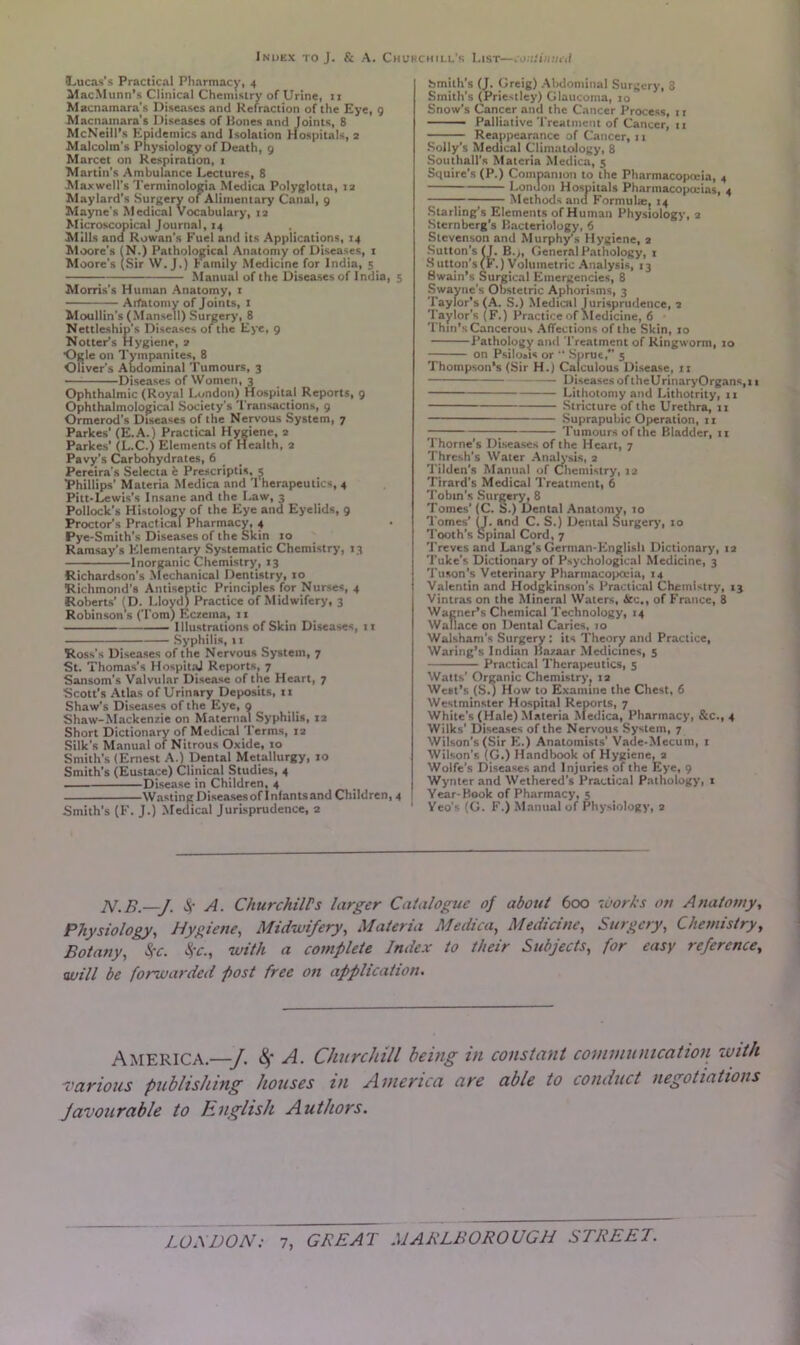 INDEX TO J. & A. CHURCHILL'S LIST—continued
Lucas's Practical Pharmacy, 4
MacMunn's Clinical Chemistry of Urine, 11
Macnamara's Diseases and Refraction of the Eye, 9
Macnamara's Diseases of Bones and Joints, 8
McNeill's Epidemics and Isolation Hospitals, 2
Malcolm's Physiology of Death, 9
Marcet on Respiration, 1
Martin's Ambulance Lectures, 8
Maxwell's Terminologia Medica Polyglotta, 12
Maylard's Surgery of Alimentary Canal, 9
Mayne's Medical Vocabulary, 12
Microscopical Journal, 14
Mills and Rowan's Fuel and its Applications, 14
Moore's (N.) Pathological Anatomy of Diseases, 1
Moore's (Sir W. J.) Family Medicine for India, 5
——— Manual of the Diseases of India, 5
Morris's Human Anatomy, 1
——— Anatomy of Joints, 1
Moullin's (Mansell) Surgery, 8
Nettleship's Diseases of the Eye, 9
Notter's Hygiene, 2
Ogle on Tympanites, 8
Oliver's Abdominal Tumours, 3
——— Diseases of Women, 3
Ophthalmic (Royal London) Hospital Reports, 9
Ophthalmological Society's Transactions, 9
Ormerod's Diseases of the Nervous System, 7
Parkes' (E.A.) Practical Hygiene, 2
Parkes' (L.C.) Elements of Health, 2
Pavy's Carbohydrates, 6
Pereira's Selecta è Prescriptis, 5
Phillips' Materia Medica and Therapeutics, 4
Pitt-Lewis's Insane and the Law, 3
Pollock's Histology of the Eye and Eyelids, 9
Proctor's Practical Pharmacy, 4
Pye-Smith's Diseases of the Skin 10
Ramsay's Elementary Systematic Chemistry, 13
——— Inorganic Chemistry, 13
Richardson's Mechanical Dentistry, 10
Richmond's Antiseptic Principles for Nurses, 4
Roberts' (D. Lloyd) Practice of Midwifery, 3
Robinson's (Tom) Eczema, 11
——— Illustrations of Skin Diseases, 11
——— Syphilis, 11
Ross's Diseases of the Nervous System, 7
St. Thomas's Hospital Reports, 7
Sansom's Valvular Disease of the Heart, 7
Scott's Atlas of Urinary Deposits, 11
Shaw's Diseases of the Eye, 9
Shaw-Mackenzie on Maternal Syphilis, 12
Short Dictionary of Medical Terms, 12
Silk's Manual of Nitrous Oxide, 10
Smith's (Ernest A.) Dental Metallurgy, 10
Smith's (Eustace) Clinical Studies, 4
——— Disease in Children, 4
——— Wasting Diseases of Infants and Children, 4
Smith's (F. J.) Medical Jurisprudence, 2
Smith's (J. Greig) Abdominal Surgery, 8
Smith's (Priestley) Glaucoma, 10
Snow's Cancer and the Cancer Process, 11
——— Palliative Treatment of Cancer, 11
——— Reappearance of Cancer, 11
Solly's Medical Climatology, 8
Southall's Materia Medica, 5
Squire's (P.) Companion to the Pharmacopœia, 4
——— London Hospitals Pharmacopœias, 4
——— Methods and Formulæ, 14
Starling's Elements of Human Physiology, 2
Sternberg's Bacteriology, 6
Stevenson and Murphy's Hygiene, 2
Sutton's (J. B.), General Pathology, 1
Sutton's (F.) Volumetric Analysis, 13
Swain's Surgical Emergencies, 8
Swayne's Obstetric Aphorisms, 3
Taylor's (A. S.) Medical Jurisprudence, 2
Taylor's (F.) Practice of Medicine, 6
Thin's Cancerous Affections of the Skin, 10
——— Pathology and Treatment of Ringworm, 10
——— on Psilosis or "Sprue," 5
Thompson's (Sir H.) Calculous Disease, 11
——— Diseases of the Urinary Organs, 11
——— Lithotomy and Lithotrity, 11
——— Stricture of the Urethra, 11
——— Suprapubic Operation, 11
——— Tumours of the Bladder, 11
Thorne's Diseases of the Heart, 7
Thresh's Water Analysis, 2
Tilden's Manual of Chemistry, 12
Tirard's Medical Treatment, 6
Tobin's Surgery, 8
Tomes' (C. S.) Dental Anatomy, 10
Tomes' (J. and C. S.) Dental Surgery, 10
Tooth's Spinal Cord, 7
Treves and Lang's German-English Dictionary, 12
Tuke's Dictionary of Psychological Medicine, 3
Tuson's Veterinary Pharmacopœia, 14
Valentin and Hodgkinson's Practical Chemistry, 13
Vintras on the Mineral Waters, &c., of France, 8
Wagner's Chemical Technology, 14
Wallace on Dental Caries, 10
Walsham's Surgery: its Theory and Practice,
Waring's Indian Bazaar Medicines, 5
——— Practical Therapeutics, 5
Watts' Organic Chemistry, 12
West's (S.) How to Examine the Chest, 6
Westminster Hospital Reports, 7
White's (Hale) Materia Medica, Pharmacy, &c., 4
Wilks' Diseases of the Nervous System, 7
Wilson's (Sir E.) Anatomists' Vade-Mecum, 1
Wilson's (G.) Handbook of Hygiene, 2
Wolfe's Diseases and Injuries of the Eye, 9
Wynter and Wethered's Practical Pathology, 1
Year-Book of Pharmacy, 5
Yeo's (G. F.) Manual of Physiology, 2
N.B.—J. & A. Churchill's larger Catalogue of about 600 works on Anatomy,
Physiology, Hygiene, Midwifery, Materia Medica, Medicine, Surgery, Chemistry,
Botany, &c. &c., with a complete Index to their Subjects, for easy reference,
will be forwarded post free on application.
AMERICA.—J. & A. Churchill being in constant communication with
various publishing houses in America are able to conduct negotiations
favourable to English Authors.
LONDON: 7, GREAT MARLBOROUGH STREET.